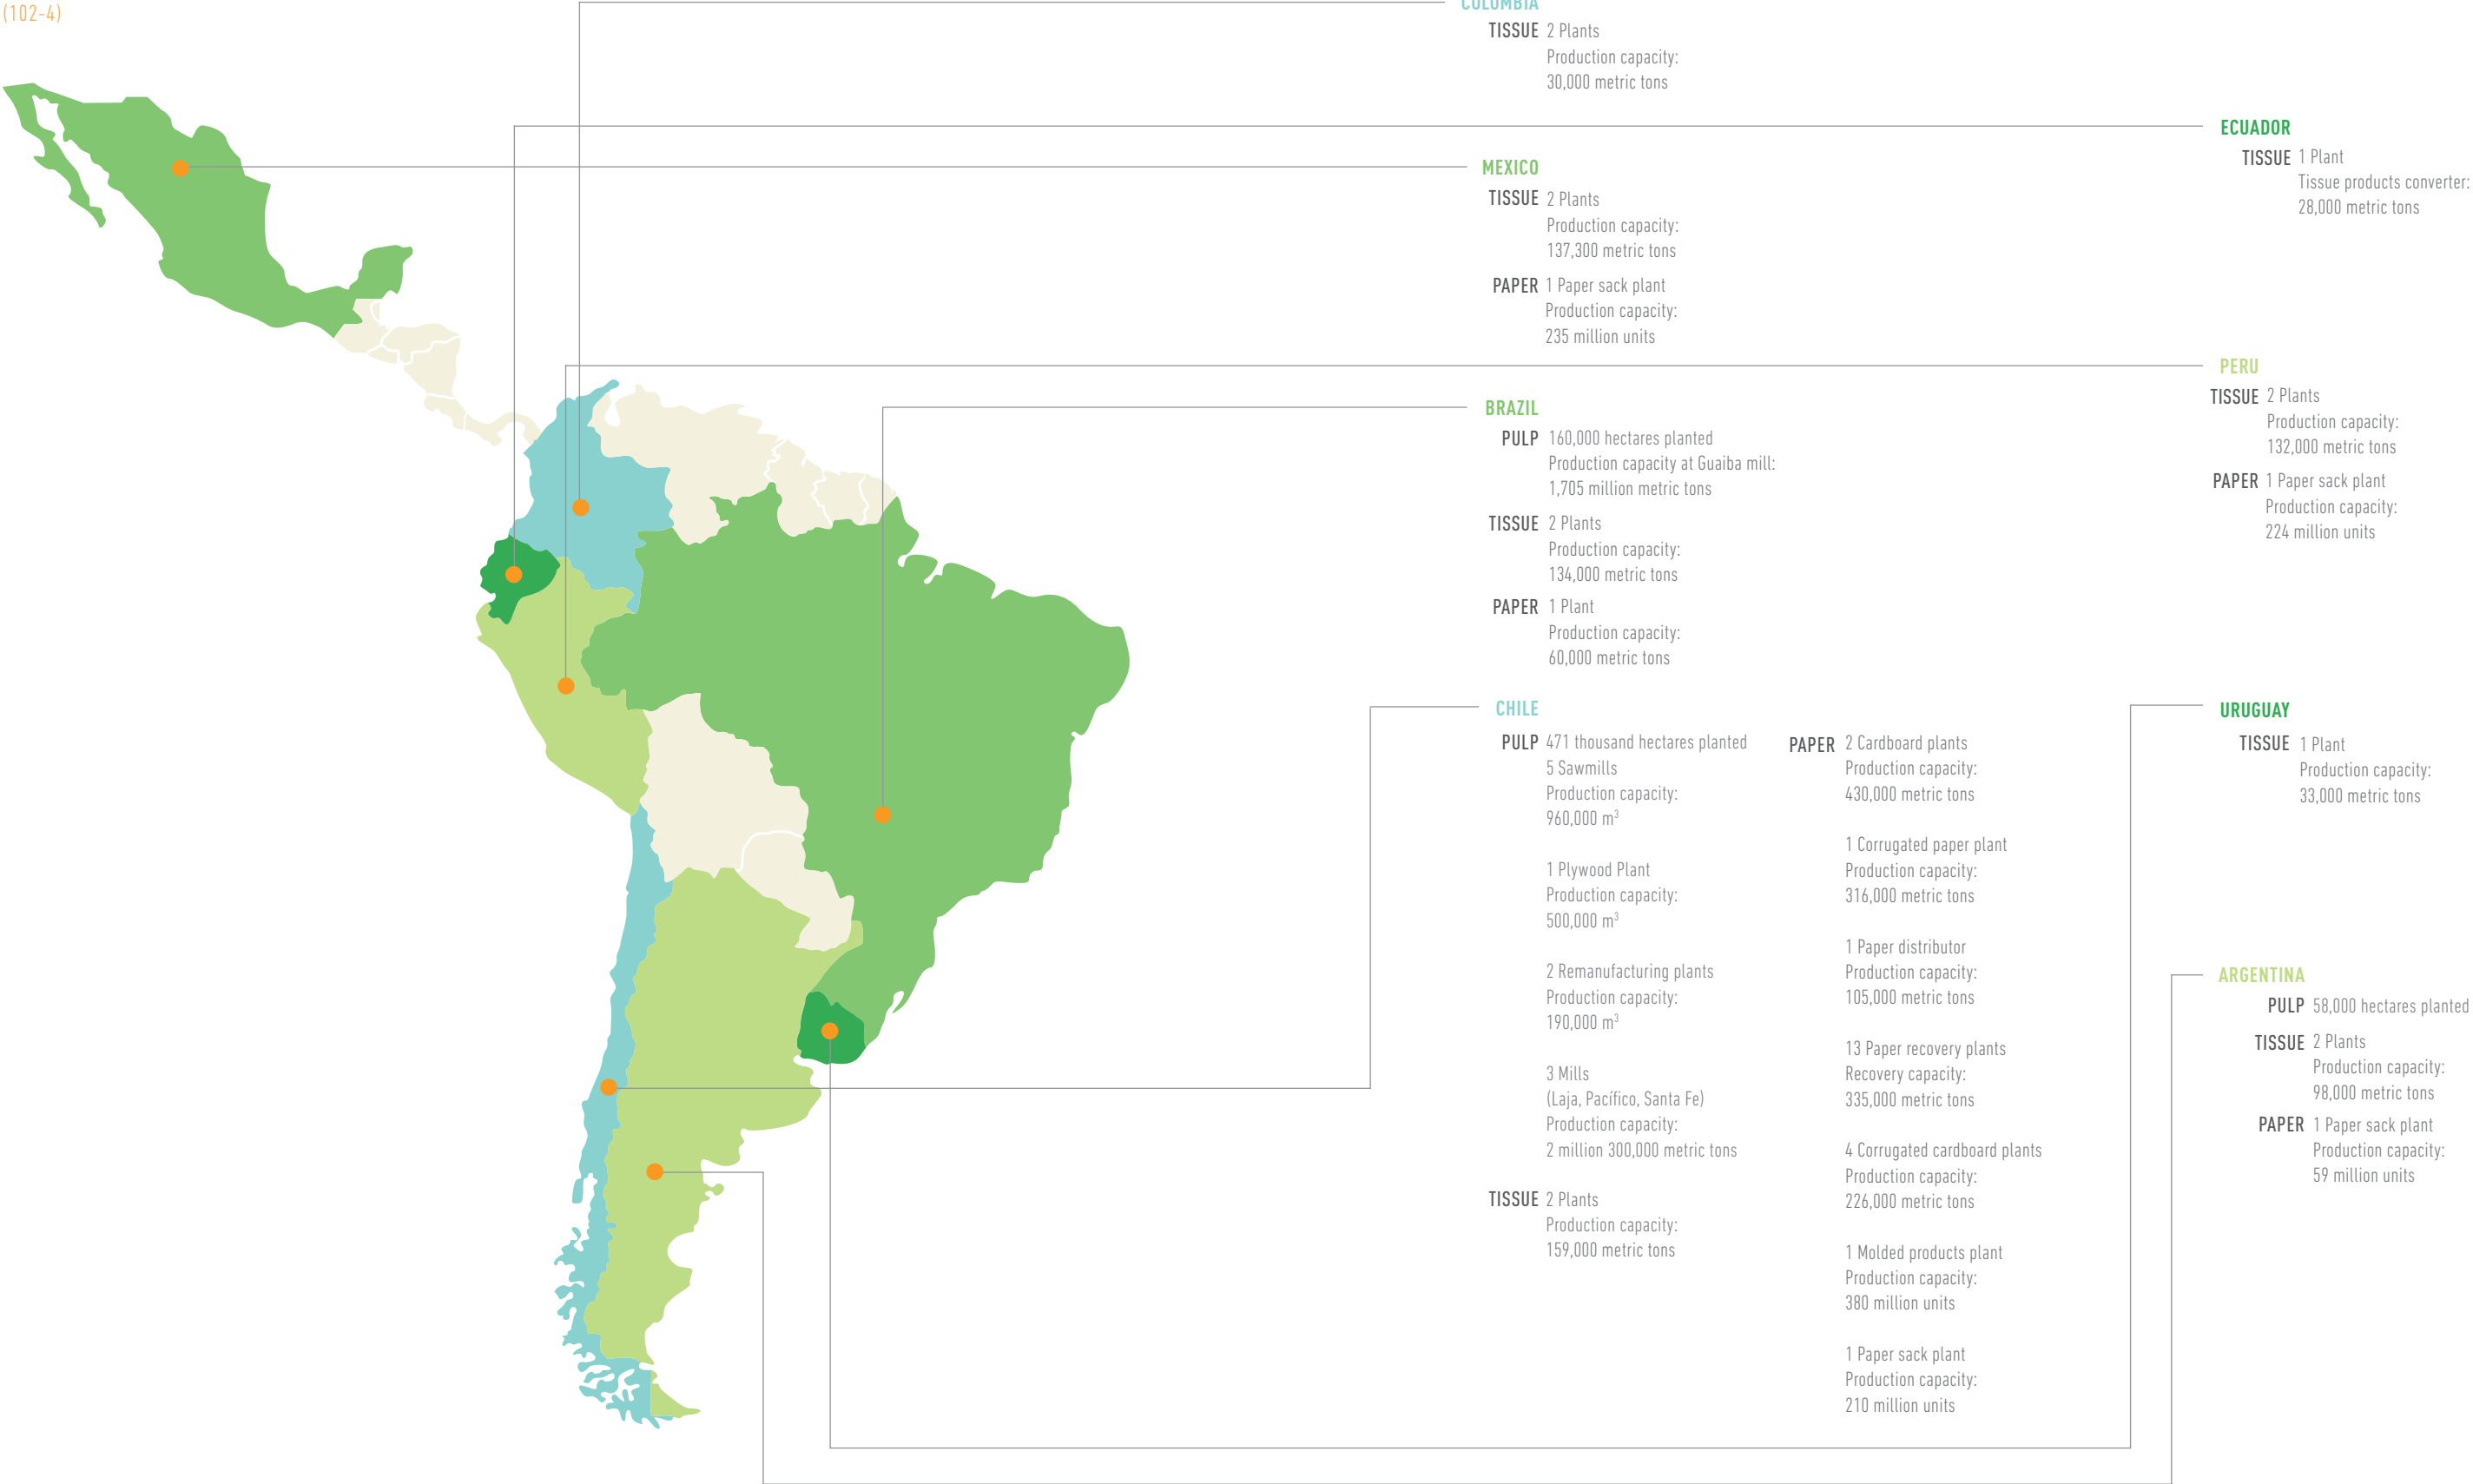 (102-4)
COLOMBIA
TISSUE 2 Plants
Production capacity:
30,000 metric tons
ECUADOR
TISSUE 1 Plant
Tissue products converter:
28,000 metric tons
MEXICO
TISSUE 2 Plants
Production capacity:
137,300 metric tons
PAPER 1 Paper sack plant
Production capacity:
235 million units
PERU
TISSUE 2 Plants
Production capacity:
132,000 metric tons
PAPER 1 Paper sack plant
Production capacity:
224 million units
BRAZIL
PULP 160,000 hectares planted
Production capacity at Guaiba mill:
1,705 million metric tons
TISSUE 2 Plants
Production capacity:
134,000 metric tons
PAPER 1 Plant
Production capacity:
60,000 metric tons
CHILE
PULP 471 thousand hectares planted
5 Sawmills
Production capacity:
960,000 m³
1 Plywood Plant
Production capacity:
500,000 m³
2 Remanufacturing plants
Production capacity:
190,000 m³
3 Mills
(Laja, Pacífico, Santa Fe)
Production capacity:
2 million 300,000 metric tons
TISSUE 2 Plants
Production capacity:
159,000 metric tons
PAPER 2 Cardboard plants
Production capacity:
430,000 metric tons
1 Corrugated paper plant
Production capacity:
316,000 metric tons
1 Paper distributor
Production capacity:
105,000 metric tons
13 Paper recovery plants
Recovery capacity:
335,000 metric tons
4 Corrugated cardboard plants
Production capacity:
226,000 metric tons
1 Molded products plant
Production capacity:
380 million units
1 Paper sack plant
Production capacity:
210 million units
URUGUAY
TISSUE 1 Plant
Production capacity:
33,000 metric tons
ARGENTINA
PULP 58,000 hectares planted
TISSUE 2 Plants
Production capacity:
98,000 metric tons
PAPER 1 Paper sack plant
Production capacity:
59 million units